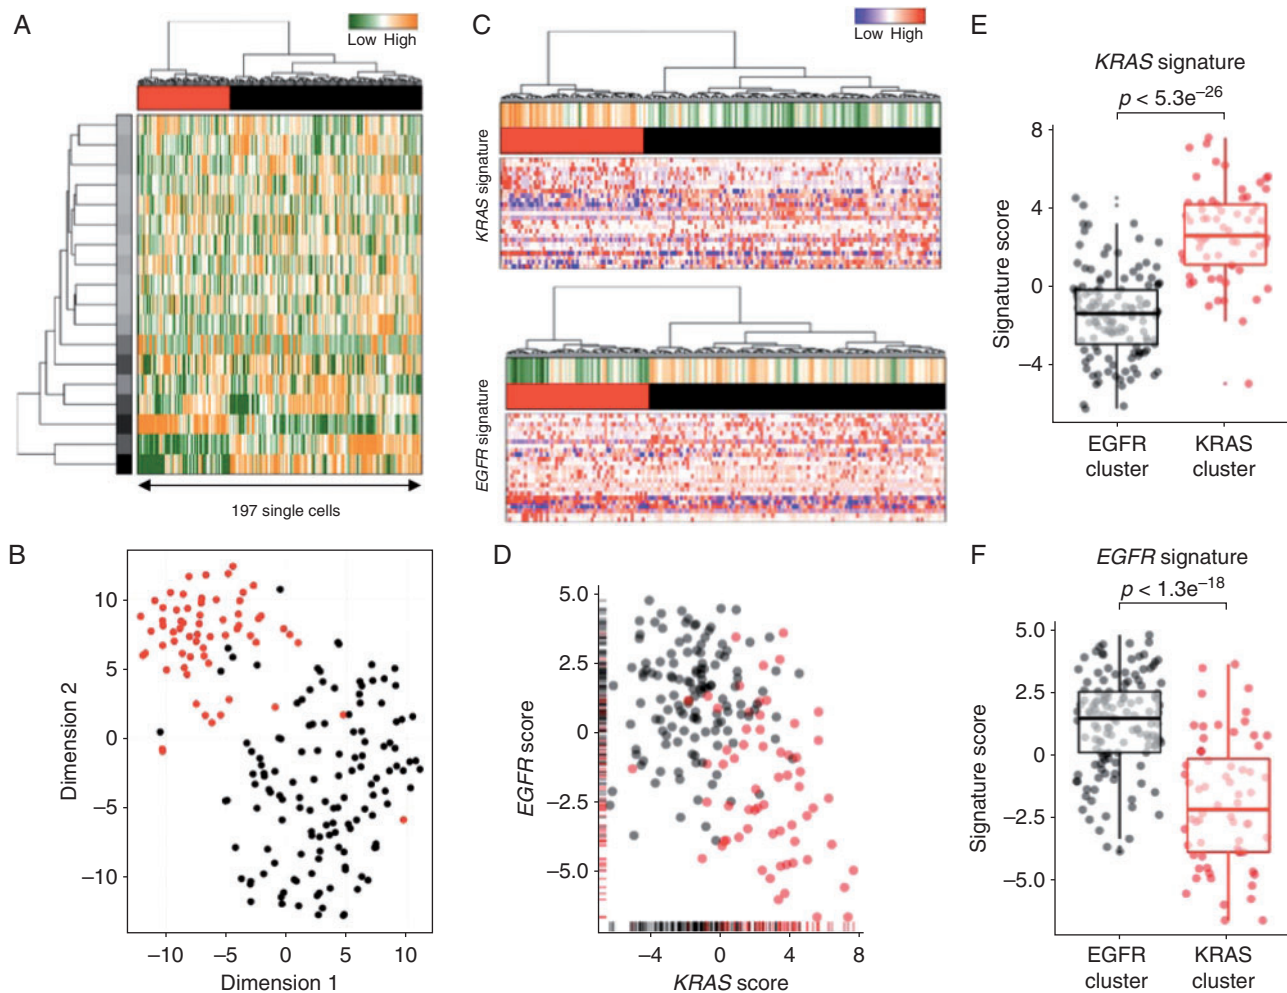 A
Low High
197 single cells
B
Dimension 2
10
5
0
−5
−10
−10 −5 0 5 10
Dimension 1
C
Low High
KRAS signature
EGFR signature
D
EGFR score
5.0
2.5
0
−2.5
−5.0
−4 0 4 8
KRAS score
E
KRAS signature
p < 5.3e−26
Signature score
8
4
0
−4
EGFR KRAS
cluster cluster
F
EGFR signature
p < 1.3e−18
Signature score
5.0
2.5
0
−2.5
−5.0
EGFR KRAS
cluster cluster